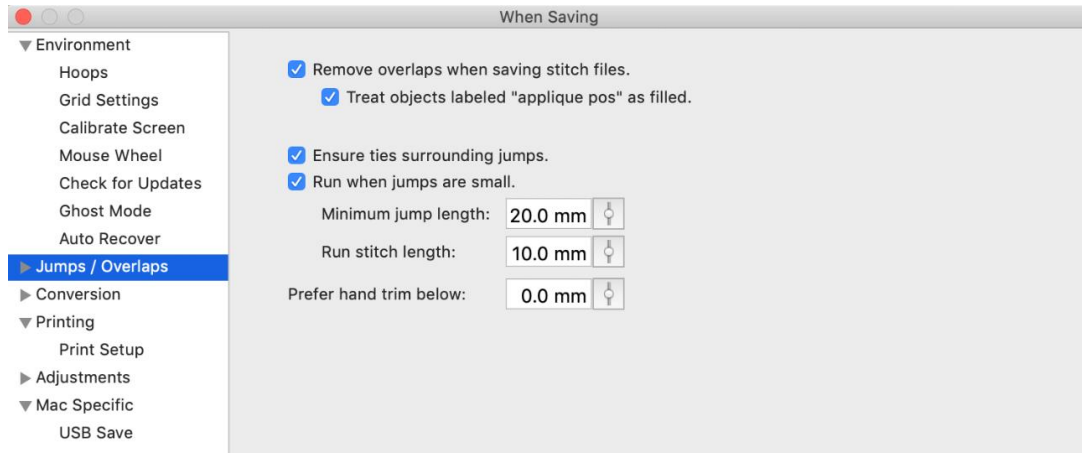 When Saving
Environment
Hoops
Grid Settings
Calibrate Screen
Mouse Wheel
Check for Updates
Ghost Mode
Auto Recover
Jumps / Overlaps
Conversion
Printing
Print Setup
Adjustments
Mac Specific
USB Save
Remove overlaps when saving stitch files.
Treat objects labeled "applique pos" as filled.
Ensure ties surrounding jumps.
Run when jumps are small.
Minimum jump length: 20.0 mm
Run stitch length: 10.0 mm
Prefer hand trim below: 0.0 mm